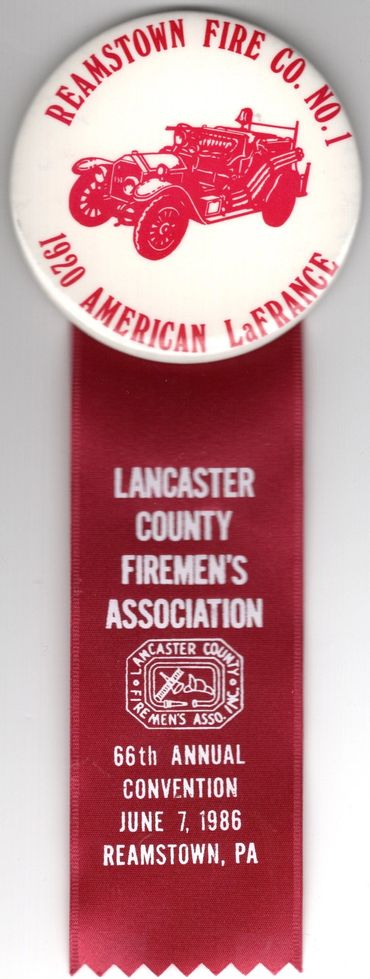 REAMSTOWN FIRE CO. NO. 1
1920 AMERICAN LaFRANCE
LANCASTER
COUNTY
FIREMEN'S
ASSOCIATION
LANCASTER COUNTY
FIREMEN'S ASSO. INC.
66th ANNUAL
CONVENTION
JUNE 7, 1986
REAMSTOWN, PA